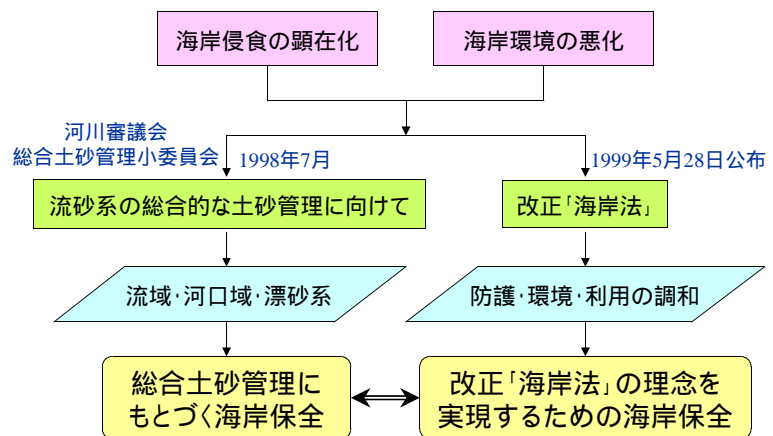 海岸侵食の顕在化
海岸環境の悪化
河川審議会
総合土砂管理小委員会
1998年7月
1999年5月28日公布
流砂系の総合的な土砂管理に向けて
改正「海岸法」
流域・河口域・漂砂系
防護・環境・利用の調和
総合土砂管理に
もとづく海岸保全
改正「海岸法」の理念を
実現するための海岸保全